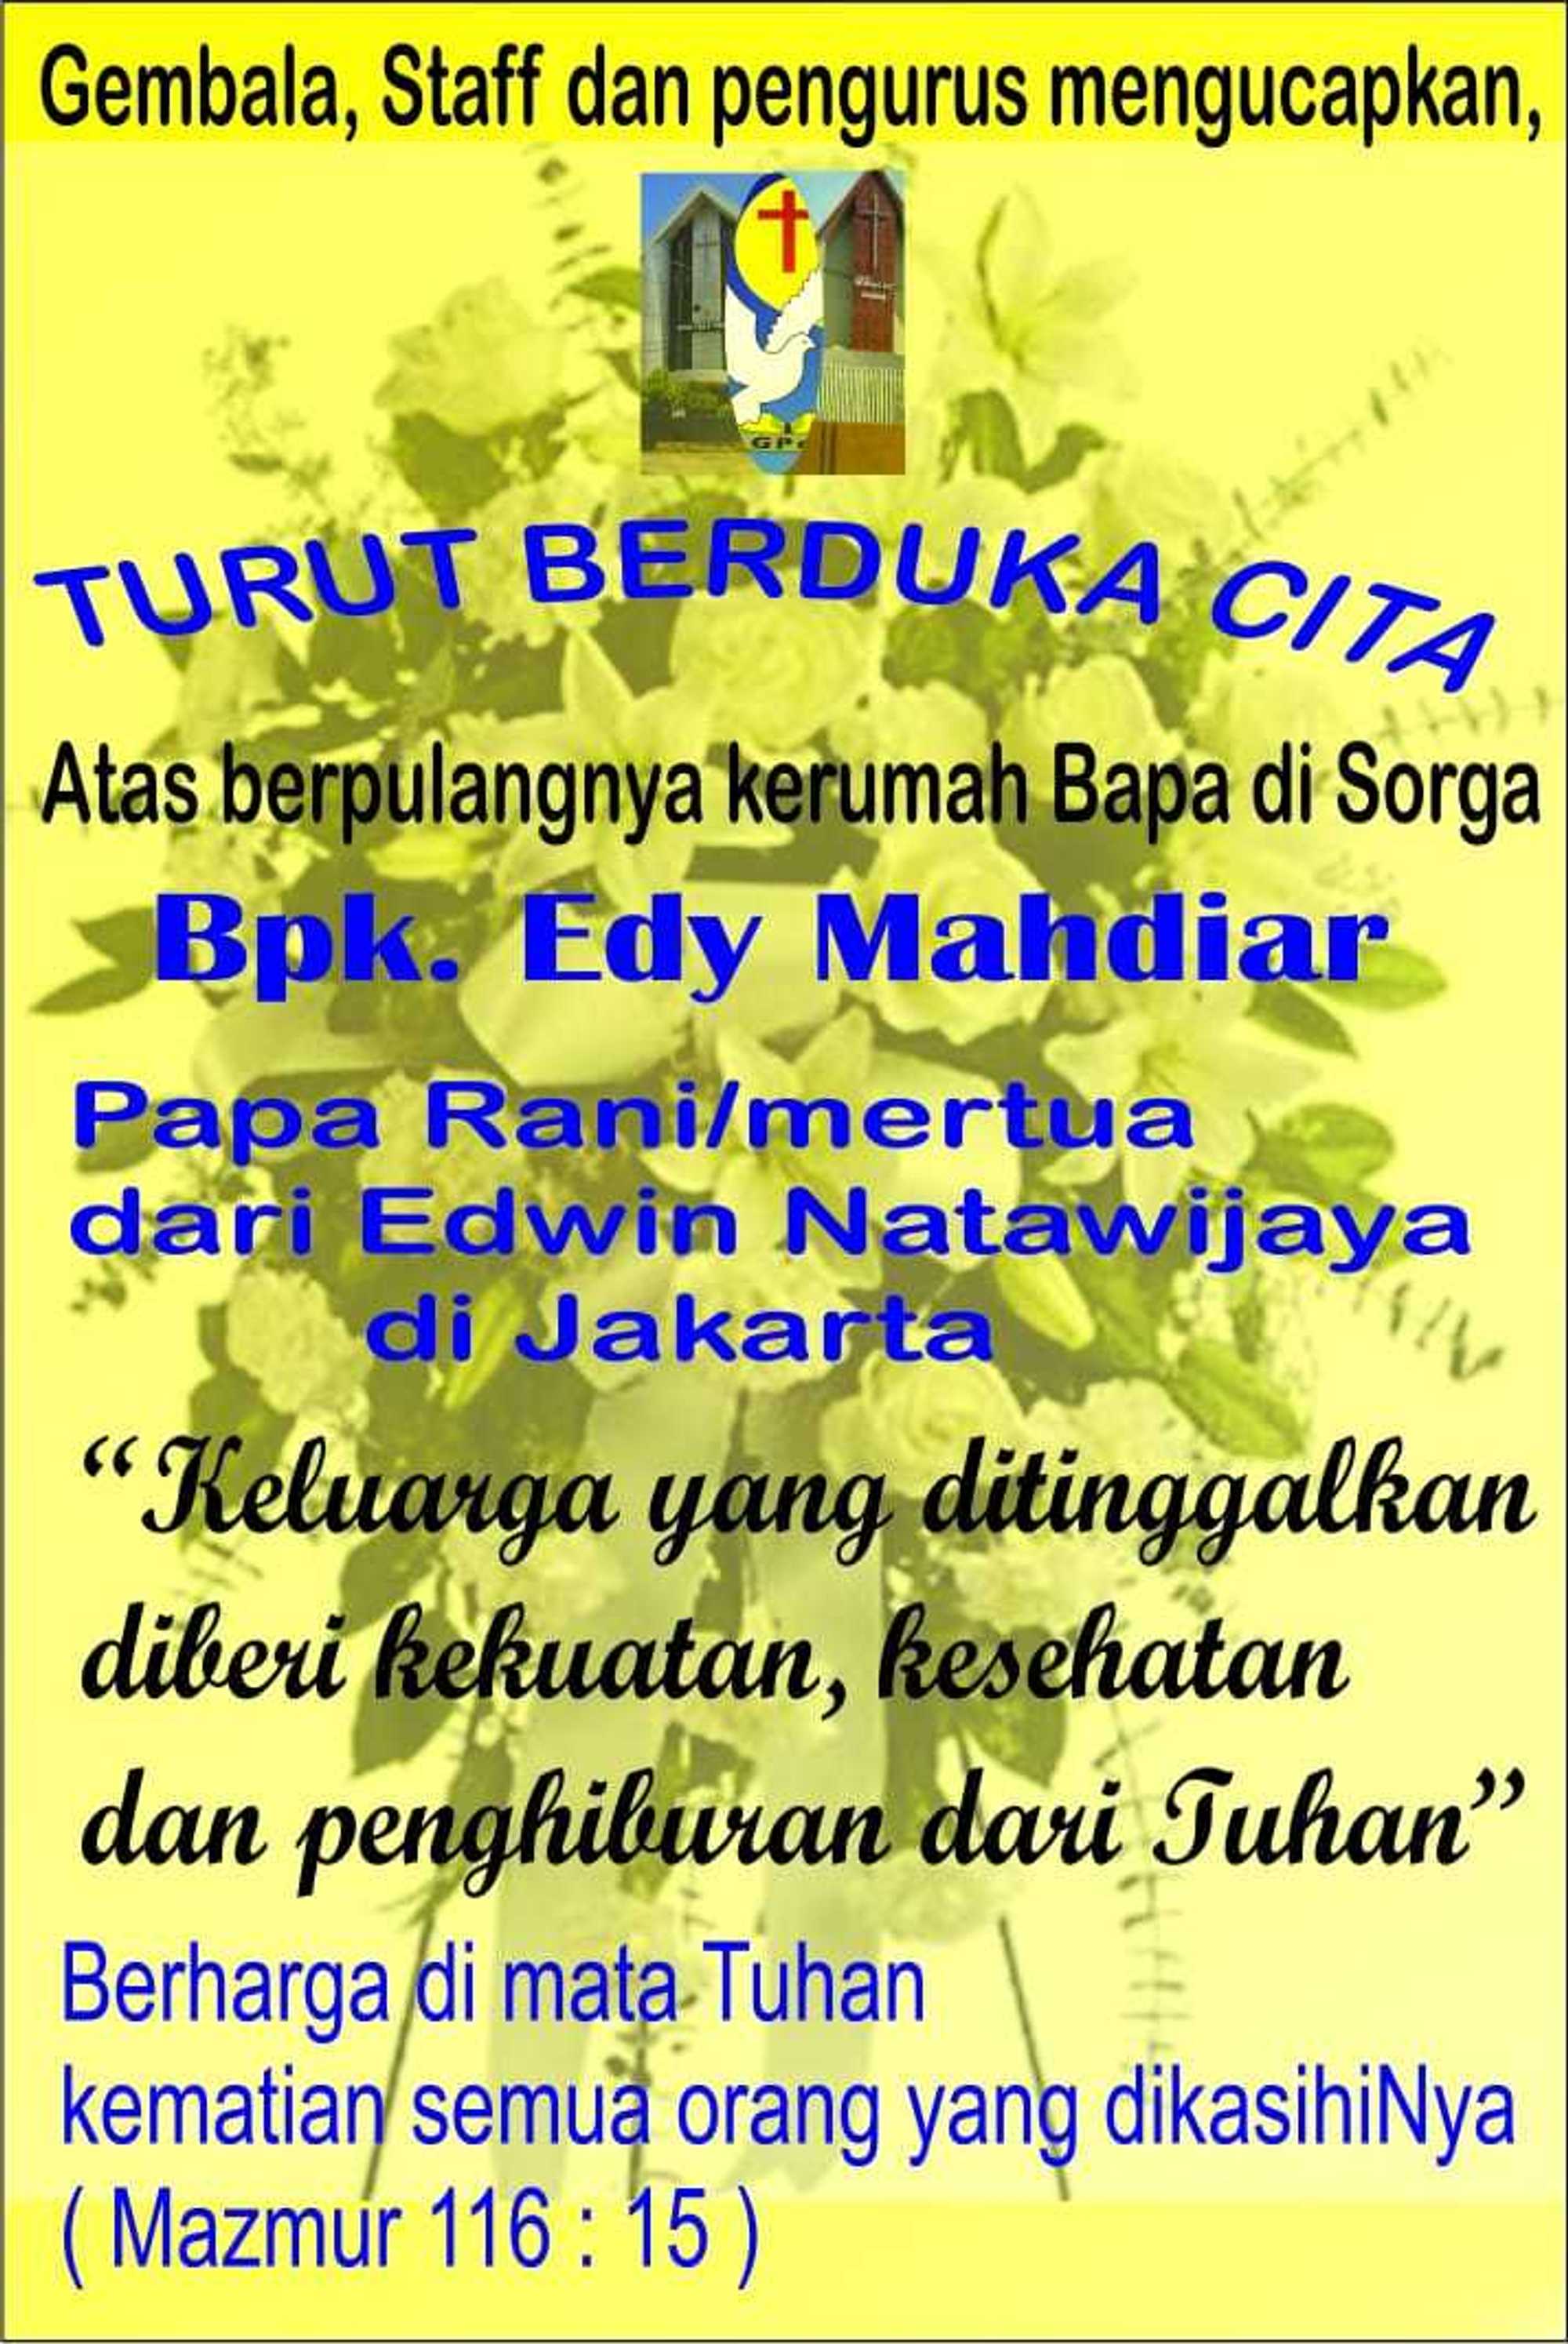 Gembala, Staff dan pengurus mengucapkan,
TURUT BERDUKA CITA
Atas berpulangnya kerumah Bapa di Sorga
Bpk. Edy Mahdiar
Papa Rani/mertua
dari Edwin Natawijaya
di Jakarta
“Keluarga yang ditinggalkan
diberi kekuatan, kesehatan
dan penghiburan dari Tuhan”
Berharga di mata Tuhan
kematian semua orang yang dikasihiNya
( Mazmur 116 : 15 )